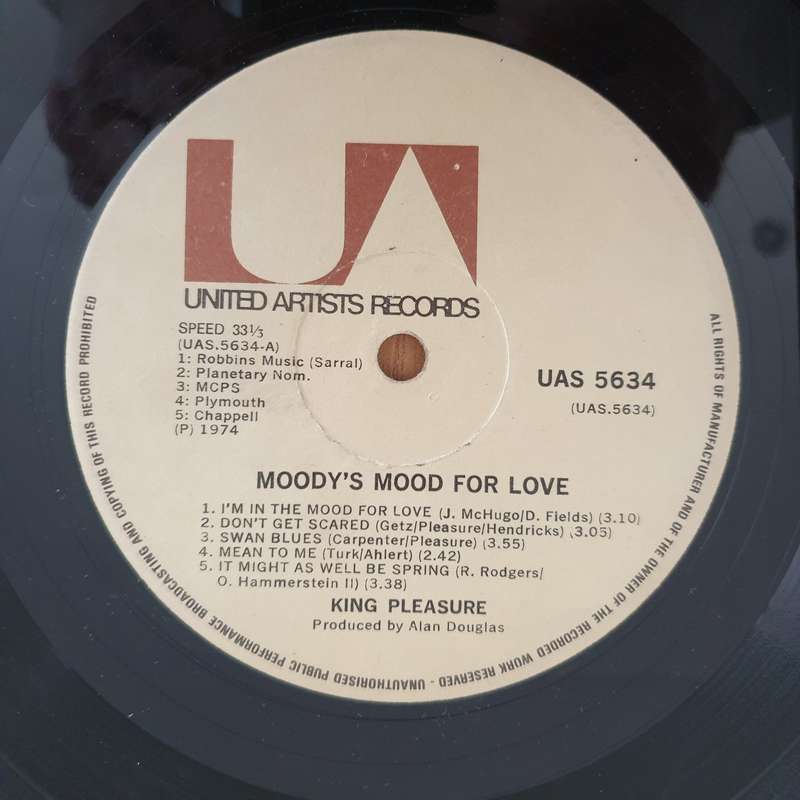 UA
UNITED ARTISTS RECORDS
SPEED 33⅓
(UAS.5634-A)
1: Robbins Music (Sarral)
2: Planetary Nom.
3: MCPS
4: Plymouth
5: Chappell
(P) 1974
UAS 5634
(UAS.5634)
MOODY'S MOOD FOR LOVE
1. I'M IN THE MOOD FOR LOVE (J. McHugo/D. Fields) (3.10)
2. DON'T GET SCARED (Getz/Pleasure/Hendricks) (3.05)
3. SWAN BLUES (Carpenter/Pleasure) (3.55)
4. MEAN TO ME (Turk/Ahlert) (2.42)
5. IT MIGHT AS WELL BE SPRING (R. Rodgers/
O. Hammerstein II) (3.38)
KING PLEASURE
Produced by Alan Douglas
ALL RIGHTS OF MANUFACTURER AND OF THE OWNER OF THE RECORDED WORK RESERVED - UNAUTHORISED PUBLIC PERFORMANCE BROADCASTING AND COPYING OF THIS RECORD PROHIBITED